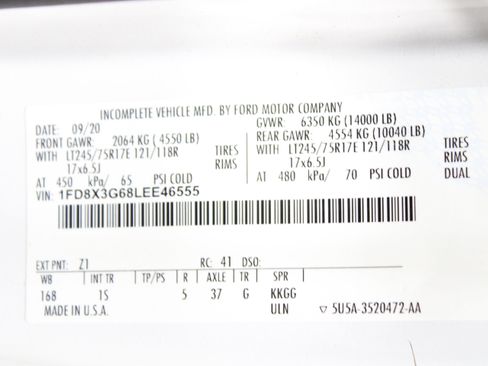 INCOMPLETE VEHICLE MFD. BY FORD MOTOR COMPANY
DATE: 09/20 GVWR: 6350 KG (14000 LB)
FRONT GAWR: 2064 KG (4550 LB) REAR GAWR: 4554 KG (10040 LB)
WITH LT245/75R17E 121/118R TIRES WITH LT245/75R17E 121/118R TIRES
17x6.5J RIMS 17x6.5J RIMS
AT 450 kPa/ 65 PSI COLD AT 480 kPa/ 70 PSI COLD DUAL
VIN: 1FD8X3G68LEE46555
EXT PNT: Z1 RC: 41 DSO:
WB INT TR TP/PS R AXLE TR SPR
168 1S 5 37 G KKGG
MADE IN U.S.A. ULN ▽ 5U5A-3520472-AA